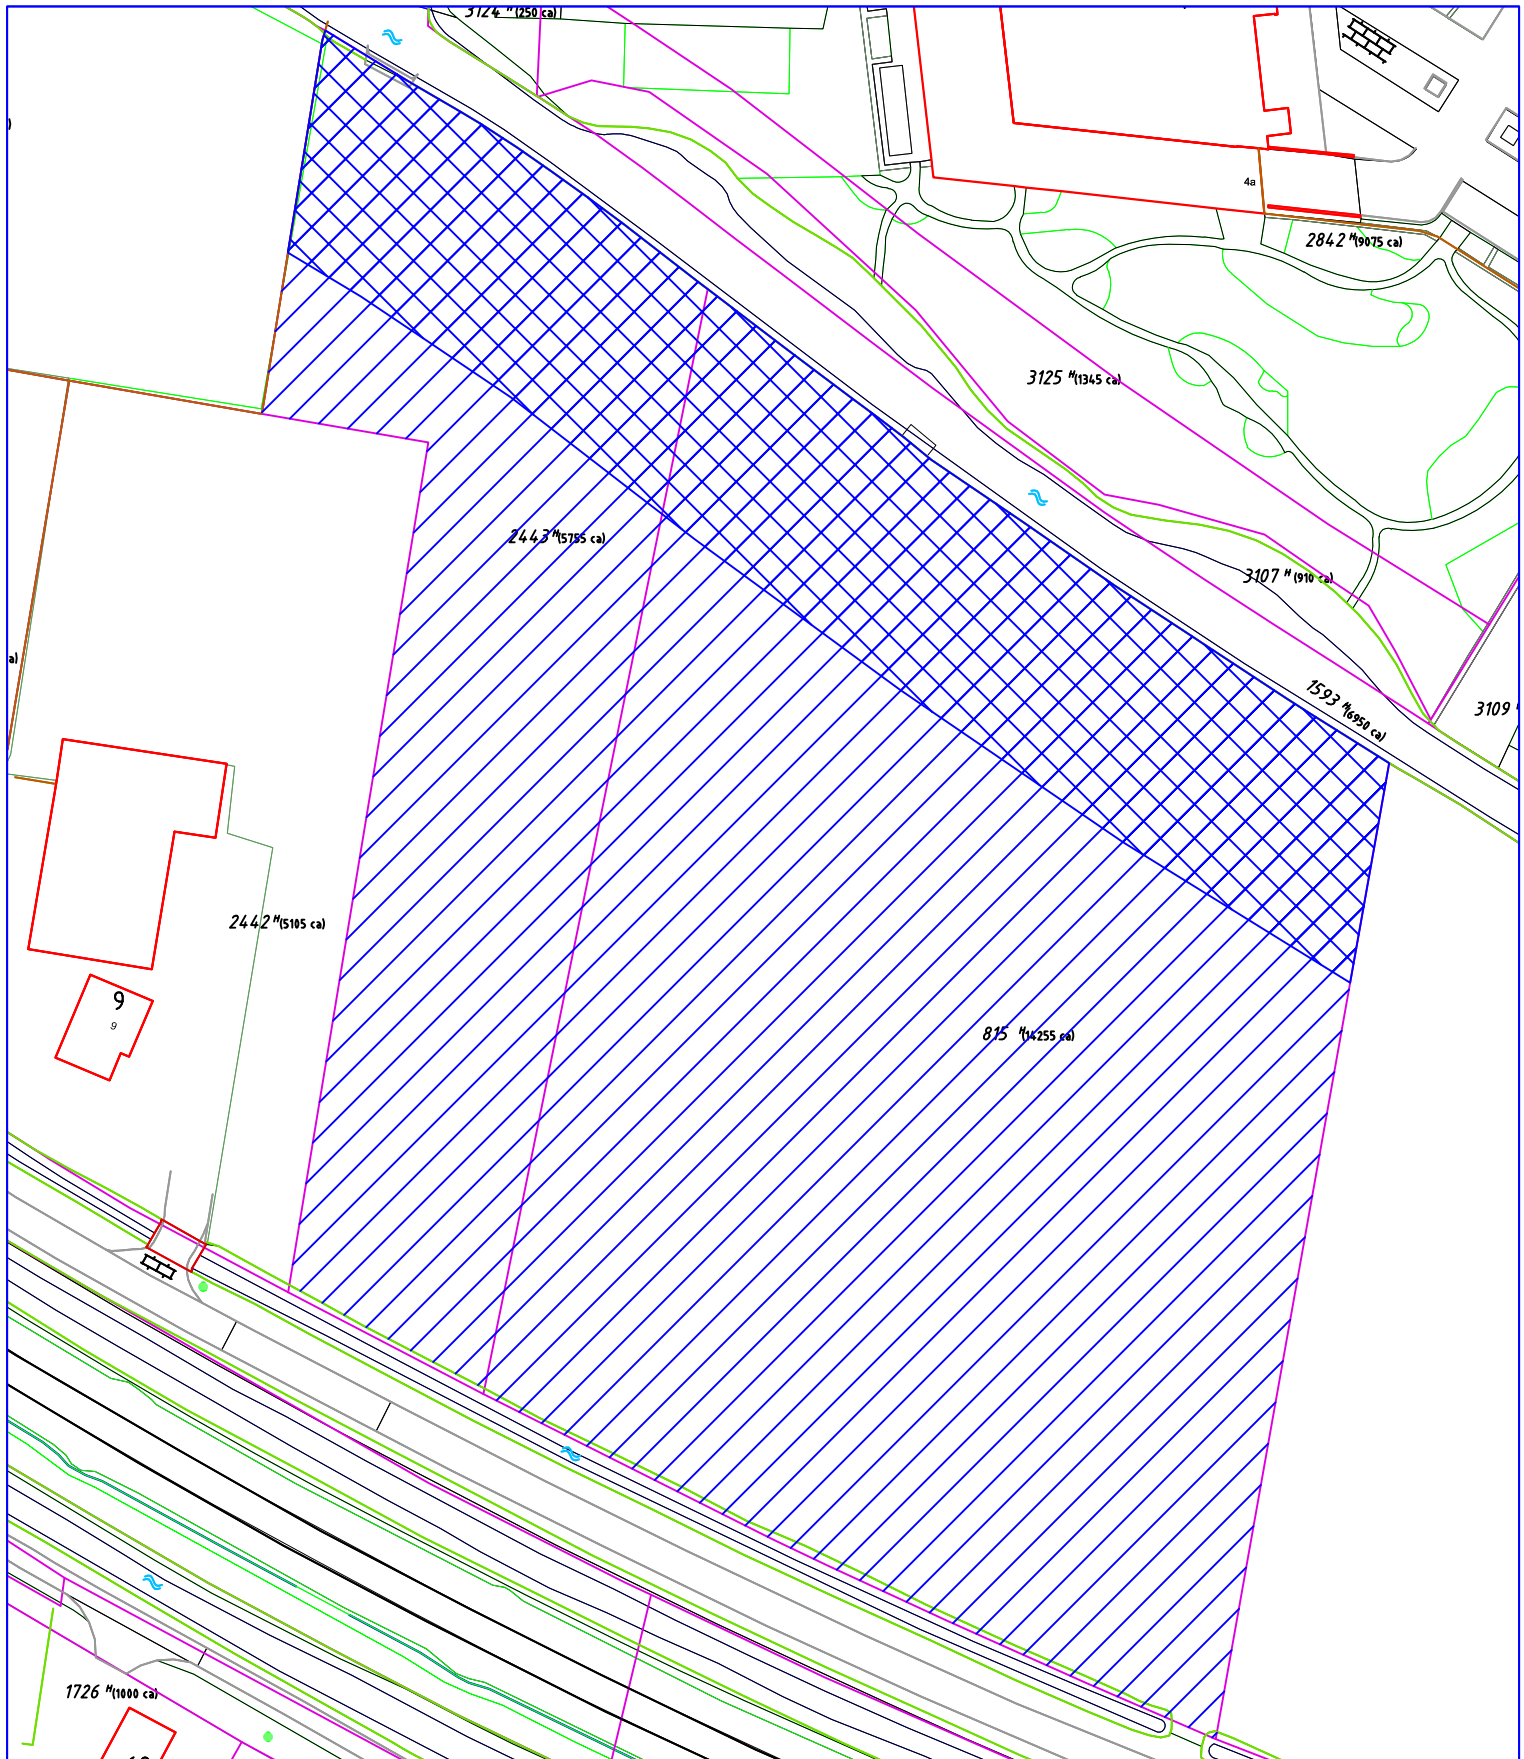 3124 H (250 ca)
)
4a
2842 H (9075 ca)
3125 H (1345 ca)
2443 H (5755 ca)
3107 H (910 ca)
a)
1593 H (6950 ca)
3109 H
2442 H (5105 ca)
9
9
815 H (14255 ca)
1726 H (1000 ca)